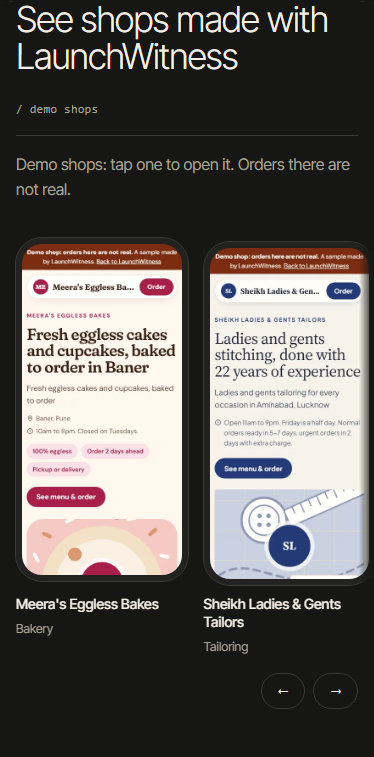 See shops made with
LaunchWitness
/ demo shops
Demo shops: tap one to open it. Orders there are
not real.
Demo shop: orders here are not real. A sample made
by LaunchWitness. Back to LaunchWitness
ME Meera's Eggless Ba... Order
MEERA'S EGGLESS BAKES
Fresh eggless cakes
and cupcakes, baked
to order in Baner
Fresh eggless cakes and cupcakes, baked
to order
Baner, Pune
10am to 8pm. Closed on Tuesdays.
100% eggless Order 2 days ahead
Pickup or delivery
See menu & order
Meera's Eggless Bakes
Bakery
Demo shop: orders here are not real. A sample made
by LaunchWitness. Back to LaunchWitness
SL Sheikh Ladies & Gen... Order
SHEIKH LADIES & GENTS TAILORS
Ladies and gents
stitching, done with
22 years of experience
Ladies and gents tailoring for every
occasion in Aminabad, Lucknow
Open 11am to 9pm. Friday is a half day. Normal
orders ready in 5–7 days, urgent orders in 2
days with extra charge.
See menu & order
SL
Sheikh Ladies & Gents
Tailors
Tailoring
← →